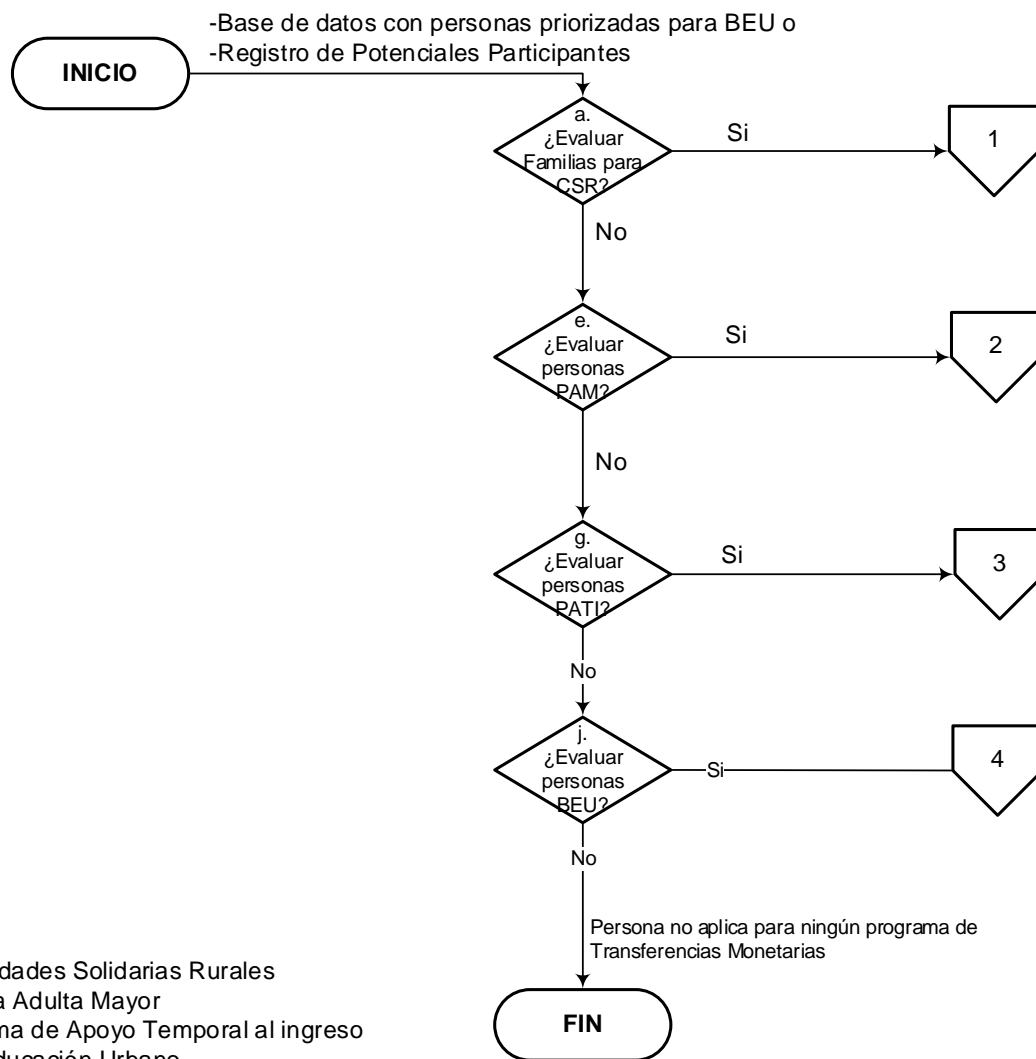 -Base de datos con personas priorizadas para BEU o
-Registro de Potenciales Participantes
INICIO
a.
¿Evaluar
Familias para
CSR?
Si
1
No
e.
¿Evaluar
personas
PAM?
Si
2
No
g.
¿Evaluar
personas
PATI?
Si
3
No
j.
¿Evaluar
personas
BEU?
Si
4
No
Persona no aplica para ningún programa de
Transferencias Monetarias
dades Solidarias Rurales
a Adulta Mayor
ma de Apoyo Temporal al ingreso
FIN
ducación Urbano